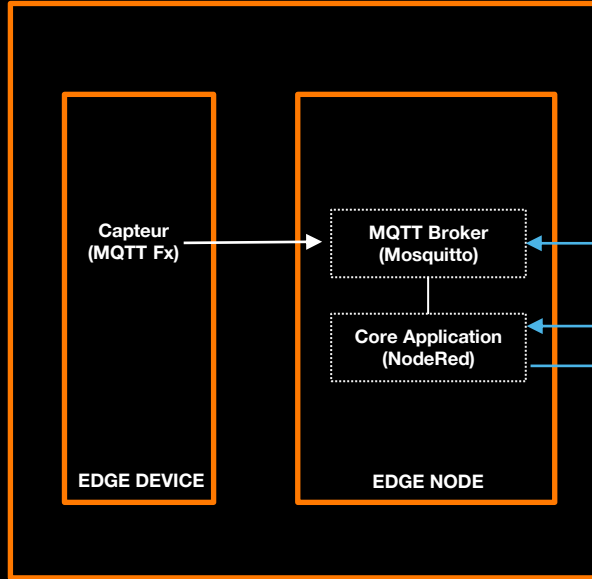 Capteur
(MQTT Fx)
MQTT Broker
(Mosquitto)
Core Application
(NodeRed)
EDGE DEVICE
EDGE NODE